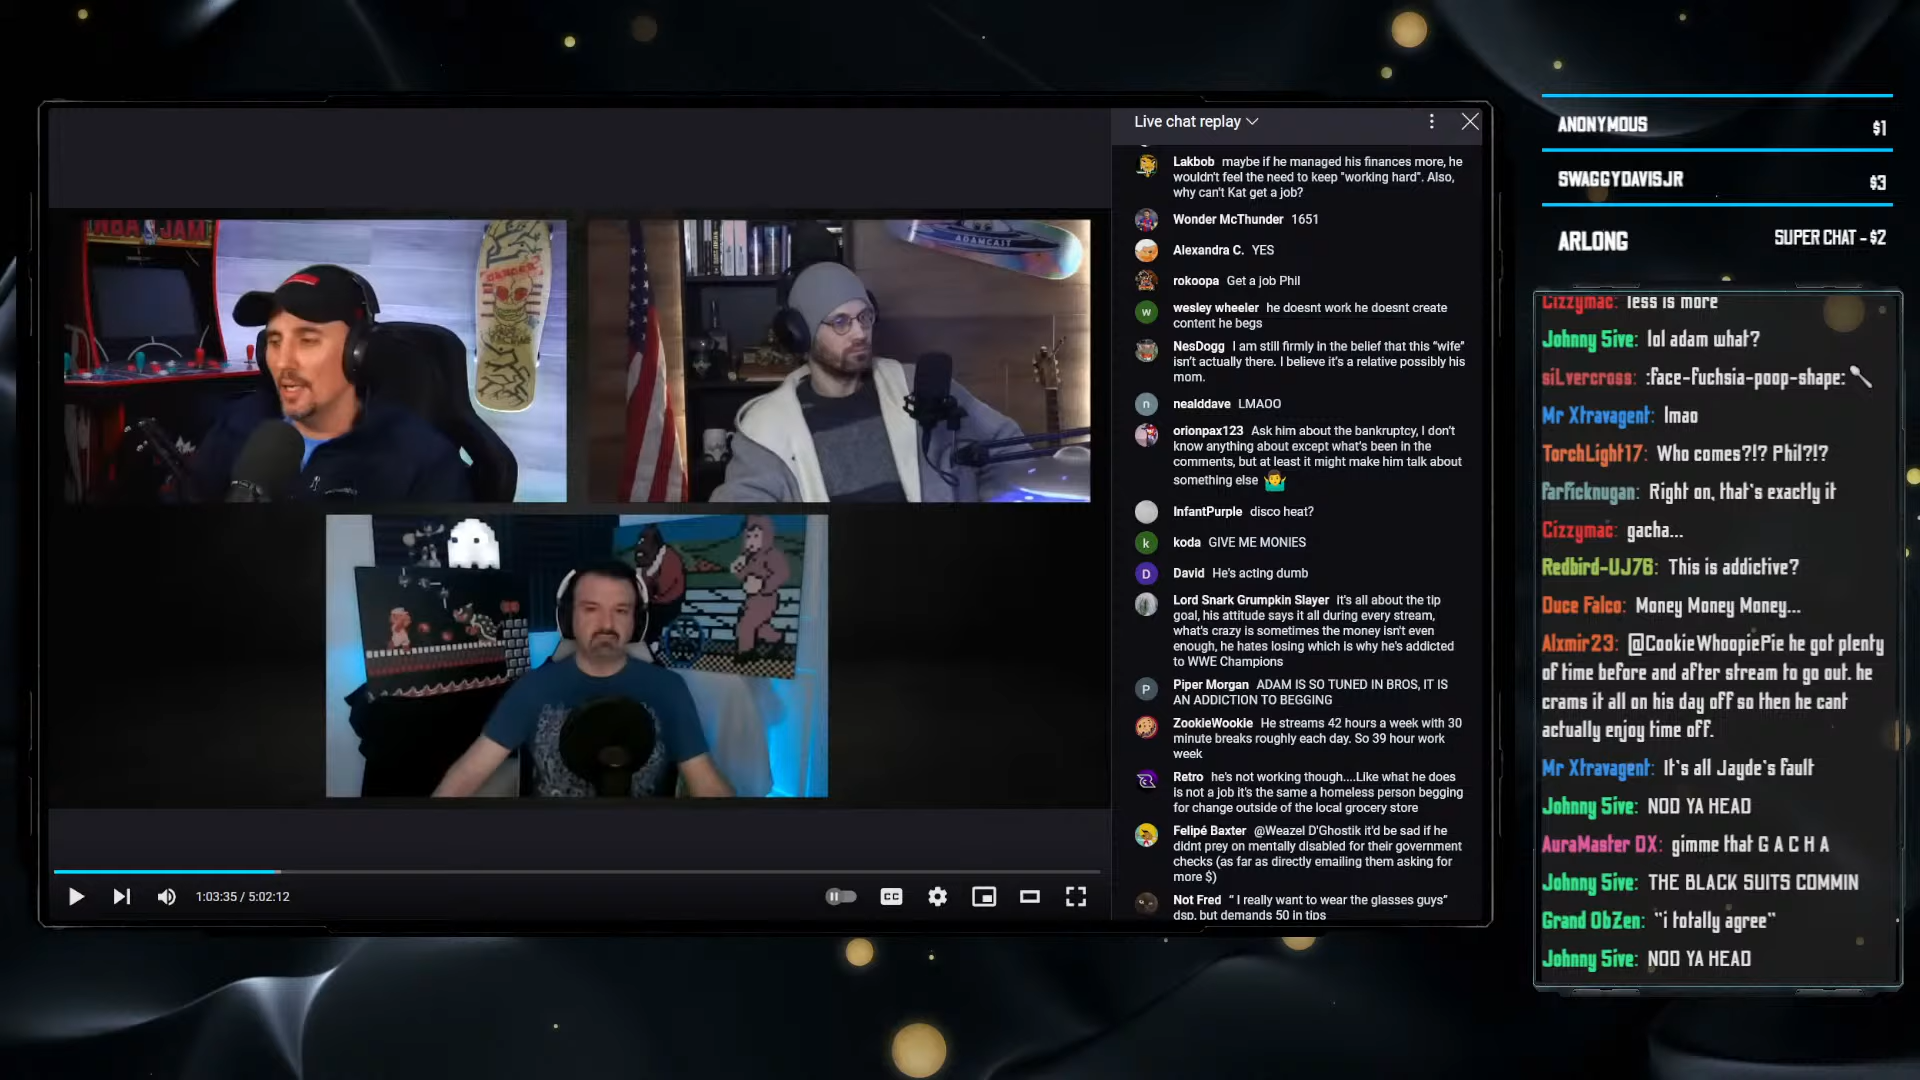 NBA JAM
DANGER
ADAMCAST
Live chat replay
Lakbob maybe if he managed his finances more, he
wouldn't feel the need to keep "working hard". Also,
why can't Kat get a job?
Wonder McThunder 1651
Alexandra C. YES
rokoopa Get a job Phil
W
wesley wheeler he doesnt work he doesnt create
content he begs
NesDogg I am still firmly in the belief that this "wife"
isn't actually there. I believe it's a relative possibly his
mom.
n
nealddave LMAOO
orionpax123 Ask him about the bankruptcy, I don't
know anything about except what's been in the
comments, but at least it might make him talk about
something else 🤷‍♂️
InfantPurple disco heat?
k
koda GIVE ME MONIES
D
David He's acting dumb
Lord Snark Grumpkin Slayer It's all about the tip
goal, his attitude says it all during every stream,
what's crazy is sometimes the money isn't even
enough, he hates losing which is why he's addicted
to WWE Champions
P
Piper Morgan ADAM IS SO TUNED IN BROS, IT IS
AN ADDICTION TO BEGGING
ZookieWookie He streams 42 hours a week with 30
minute breaks roughly each day. So 39 hour work
week
Retro he's not working though....Like what he does
is not a job it's the same a homeless person begging
for change outside of the local grocery store
Felipé Baxter @Weazel D'Ghostik it'd be sad if he
didnt prey on mentally disabled for their government
checks (as far as directly emailing them asking for
more $)
Not Fred " I really want to wear the glasses guys"
dsp, but demands 50 in tips
1:03:35 / 5:02:12
CC
ANONYMOUS $1
SWAGGYDAVISJR $3
ARLONG SUPER CHAT - $2
Cizzymac: less is more
Johnny 5ive: lol adam what?
siLvercross: :face-fuchsia-poop-shape:🥄
Mr Xtravagent: lmao
TorchLight17: Who comes?!? Phil?!?
farficknugan: Right on, that's exactly it
Cizzymac: gacha...
Redbird-UJ76: This is addictive?
Duce Falco: Money Money Money...
Alxmir23: @CookieWhoopiePie he got plenty
of time before and after stream to go out. he
crams it all on his day off so then he cant
actually enjoy time off.
Mr Xtravagent: It's all Jayde's fault
Johnny 5ive: NOD YA HEAD
AuraMaster DX: gimme that G A C H A
Johnny 5ive: THE BLACK SUITS COMMIN
Grand ObZen: "i totally agree"
Johnny 5ive: NOD YA HEAD